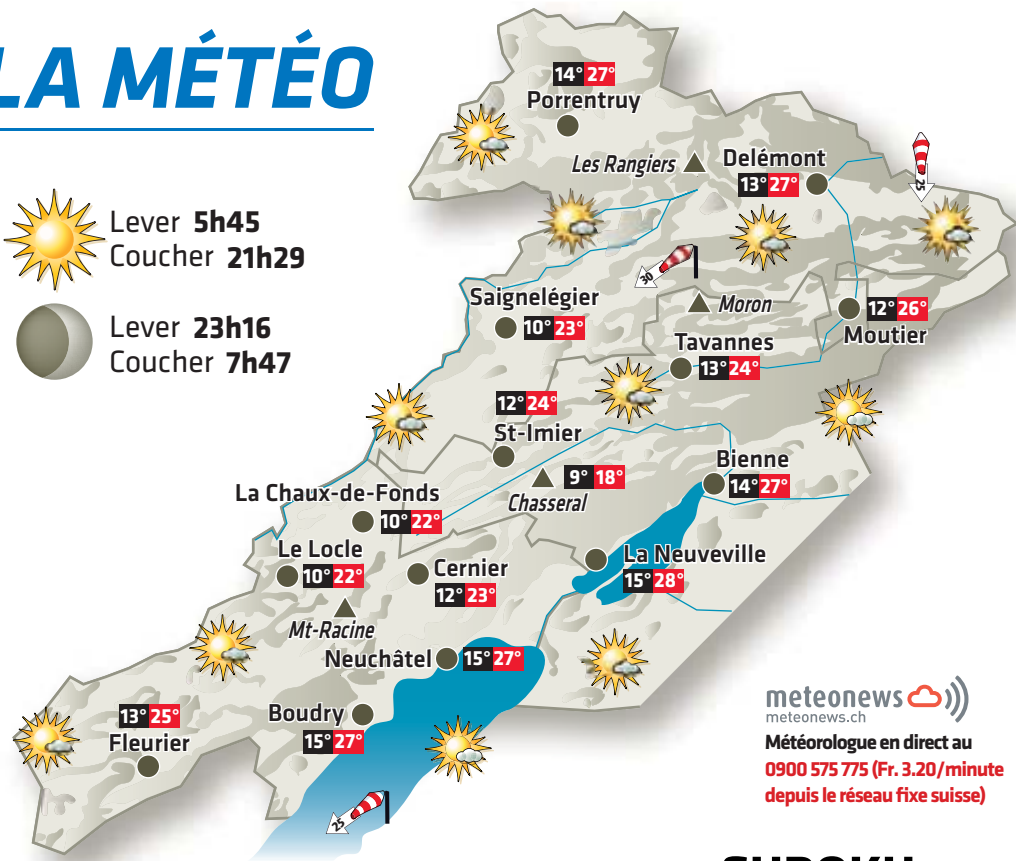 LA MÉTÉO
Lever 5h45
Coucher 21h29
Lever 23h16
Coucher 7h47
14° 27°
Porrentruy
Les Rangiers
Delémont
13° 27°
25
30
Saignelégier
10° 23°
Moron
12° 26°
Moutier
Tavannes
13° 24°
12° 24°
St-Imier
9° 18°
Chasseral
Bienne
14° 27°
La Chaux-de-Fonds
10° 22°
Le Locle
10° 22°
Cernier
12° 23°
La Neuveville
15° 28°
Mt-Racine
Neuchâtel 15° 27°
Boudry
15° 27°
13° 25°
Fleurier
25
meteonews
meteonews.ch
Météorologue en direct au
0900 575 775 (Fr. 3.20/minute
depuis le réseau fixe suisse)
SUDOKU